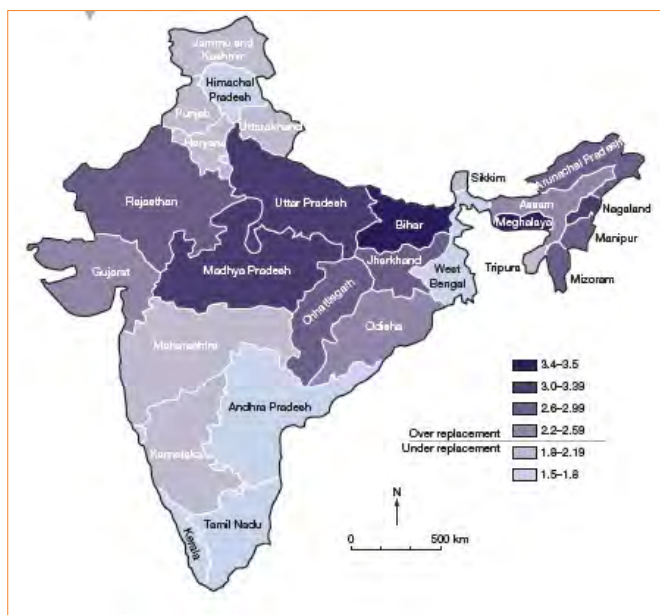 Jammu and
Kashmir
Himachal
Pradesh
Punjab
Uttarakhand
Haryana
Rajasthan
Uttar Pradesh
Bihar
Sikkim
Arunachal Pradesh
Assam
Nagaland
Meghalaya
Manipur
Tripura
Mizoram
Gujarat
Madhya Pradesh
Jharkhand
West
Bengal
Chhattisgarh
Odisha
Maharashtra
Andhra Pradesh
Karnataka
Tamil Nadu
Kerala
3.4–3.5
3.0–3.39
2.6–2.99
2.2–2.59
Over replacement
Under replacement
1.8–2.19
1.5–1.8
N
0 500 km